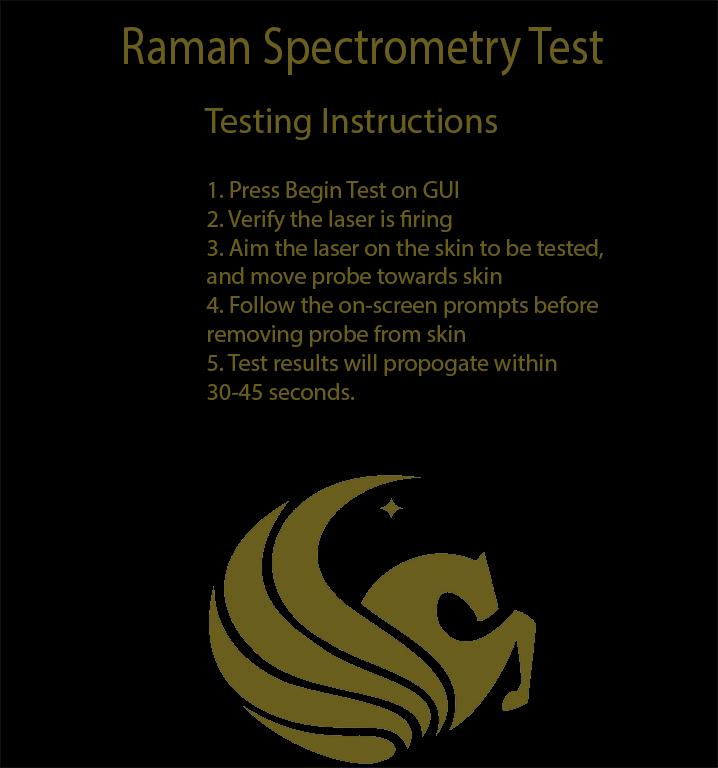 Raman Spectrometry Test
Testing Instructions
1. Press Begin Test on GUI
2. Verify the laser is firing
3. Aim the laser on the skin to be tested,
and move probe towards skin
4. Follow the on-screen prompts before
removing probe from skin
5. Test results will propogate within
30-45 seconds.